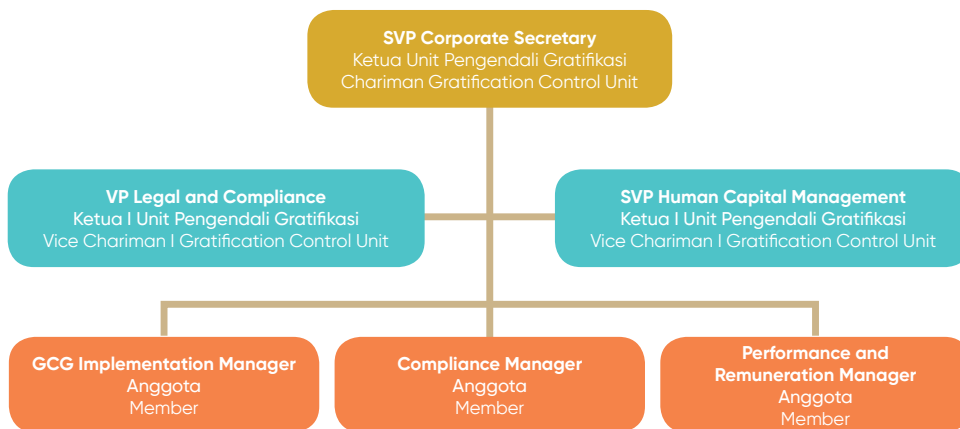 SVP Corporate Secretary
Ketua Unit Pengendali Gratifikasi
Chariman Gratification Control Unit
VP Legal and Compliance
Ketua I Unit Pengendali Gratifikasi
Vice Chariman I Gratification Control Unit
SVP Human Capital Management
Ketua I Unit Pengendali Gratifikasi
Vice Chariman I Gratification Control Unit
GCG Implementation Manager
Anggota
Member
Compliance Manager
Anggota
Member
Performance and
Remuneration Manager
Anggota
Member